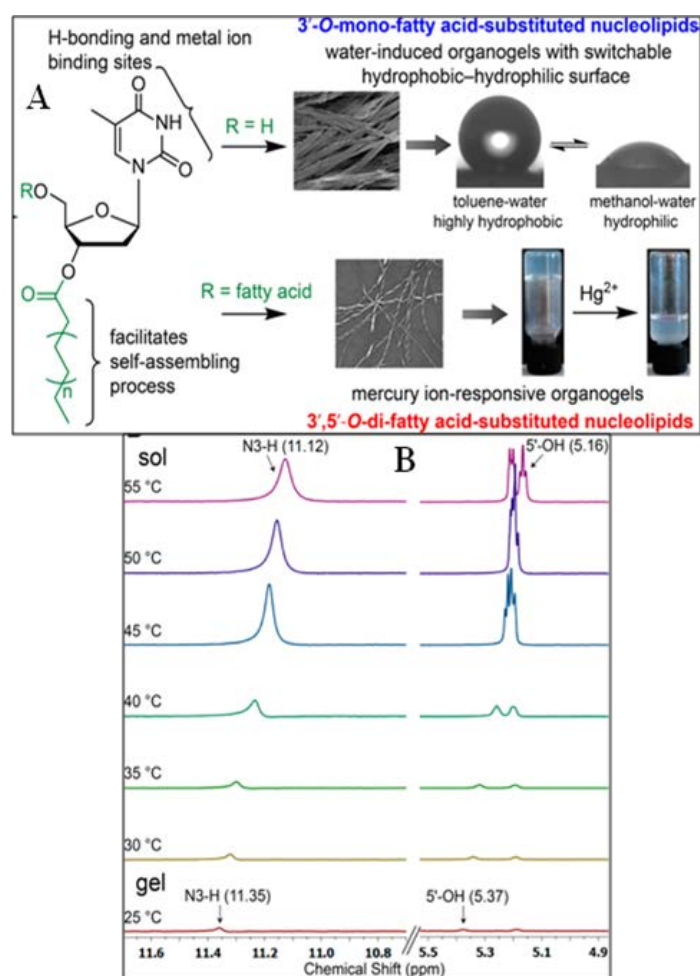 3′-O-mono-fatty acid-substituted nucleolipids
H-bonding and metal ion
binding sites
water-induced organogels with switchable
hydrophobic–hydrophilic surface
A
R = H
O
NH
N
O
RO
O
O
O
n
toluene-water
highly hydrophobic
methanol-water
hydrophilic
R = fatty acid
facilitates
self-assembling
process
Hg2+
mercury ion-responsive organogels
3′,5′-O-di-fatty acid-substituted nucleolipids
B
sol
N3-H (11.12)
5'-OH (5.16)
55 °C
50 °C
45 °C
40 °C
35 °C
30 °C
gel
N3-H (11.35)
5'-OH (5.37)
25 °C
11.6 11.4 11.2 11.0 10.8 5.5 5.3 5.1 4.9
Chemical Shift (ppm)